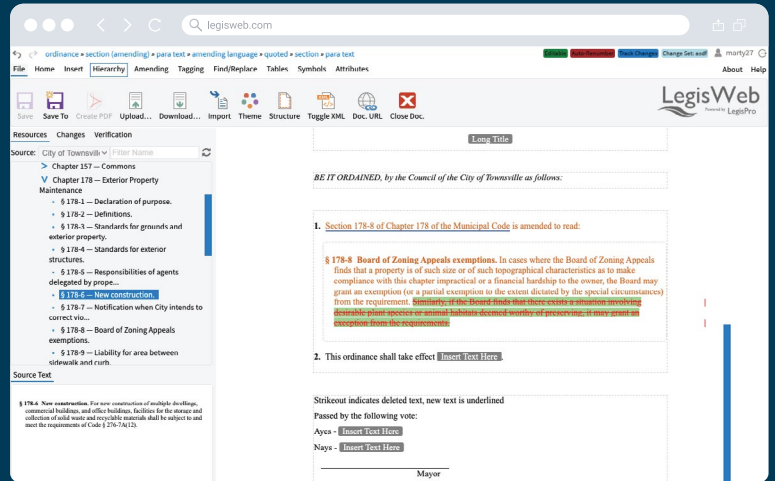 legisweb.com
ordinance » section (amending) » para text » amending language » quoted » section » para text
Editable
Auto-Renumber
Track Changes
Change Set: asdf
marty27
File Home Insert Hierarchy Amending Tagging Find/Replace Tables Symbols Attributes
About Help
Save
Save To
Create PDF
Upload...
Download...
Import
Theme
Structure
Toggle XML
Doc. URL
Close Doc.
LegisWeb
Powered by LegisPro
Resources Changes Verification
Source: City of Townsvill
Filter Name
> Chapter 157 — Commons
V Chapter 178 — Exterior Property
Maintenance
• § 178-1 — Declaration of purpose.
• § 178-2 — Definitions.
• § 178-3 — Standards for grounds and
exterior property.
• § 178-4 — Standards for exterior
structures.
• § 178-5 — Responsibilities of agents
delegated by prope...
• § 178-6 — New construction.
• § 178-7 — Notification when City intends to
correct vio...
• § 178-8 — Board of Zoning Appeals
exemptions.
• § 178-9 — Liability for area between
sidewalk and curb.
Source Text
§ 178-6 New construction. For new construction of multiple dwellings,
commercial buildings, and office buildings, facilities for the storage and
collection of solid waste and recyclable materials shall be subject to and
meet the requirements of Code § 276-7A(12).
Long Title
BE IT ORDAINED, by the Council of the City of Townsville as follows:
1. Section 178-8 of Chapter 178 of the Municipal Code is amended to read:
§ 178-8 Board of Zoning Appeals exemptions. In cases where the Board of Zoning Appeals
finds that a property is of such size or of such topographical characteristics as to make
compliance with this chapter impractical or a financial hardship to the owner, the Board may
grant an exemption (or a partial exemption to the extent dictated by the special circumstances)
from the requirement. Similarly, if the Board finds that there exists a situation involving
desirable plant species or animal habitats deemed worthy of preserving, it may grant an
exception from the requirements.
2. This ordinance shall take effect Insert Text Here .
Strikeout indicates deleted text, new text is underlined
Passed by the following vote:
Ayes - Insert Text Here
Nays - Insert Text Here
Mayor